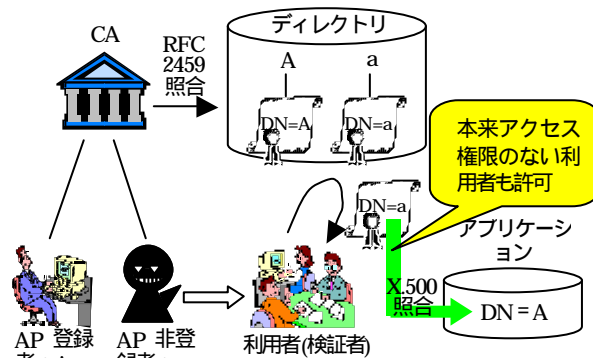 CA
RFC
2459
照合
ディレクトリ
A
a
DN=A
DN=a
本来アクセス
権限のない利
用者も許可
DN=a
アプリケーシ
ョン
X.500
照合
DN = A
AP 登録
AP 非登
利用者(検証者)